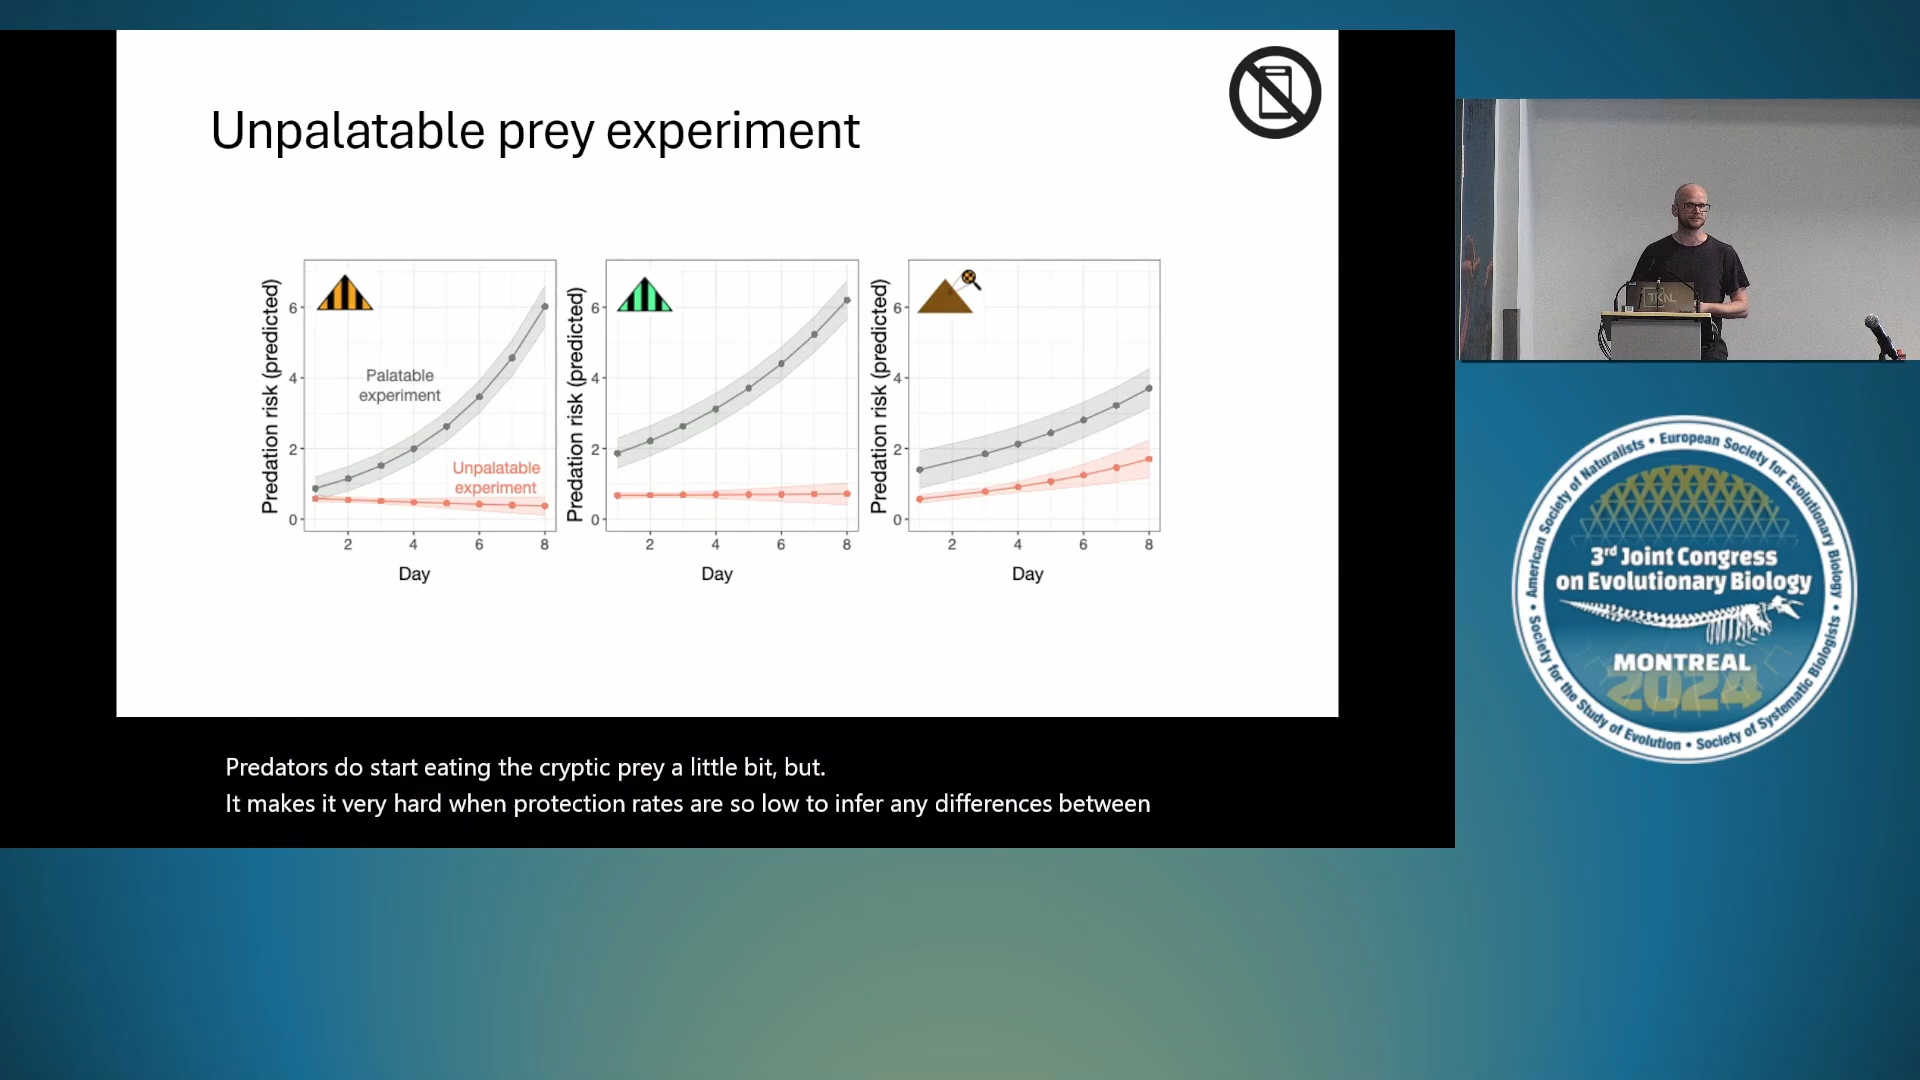 Unpalatable prey experiment
Predation risk (predicted)
6
4
2
0
Palatable
experiment
Unpalatable
experiment
2 4 6 8
Day
Predation risk (predicted)
6
4
2
0
2 4 6 8
Day
Predation risk (predicted)
6
4
2
0
2 4 6 8
Day
Predators do start eating the cryptic prey a little bit, but.
It makes it very hard when protection rates are so low to infer any differences between
American Society of Naturalists • European Society for Evolutionary Biology •
Society for the Study of Evolution • Society of Systematic Biologists •
3rd Joint Congress
on Evolutionary Biology
MONTREAL
2024